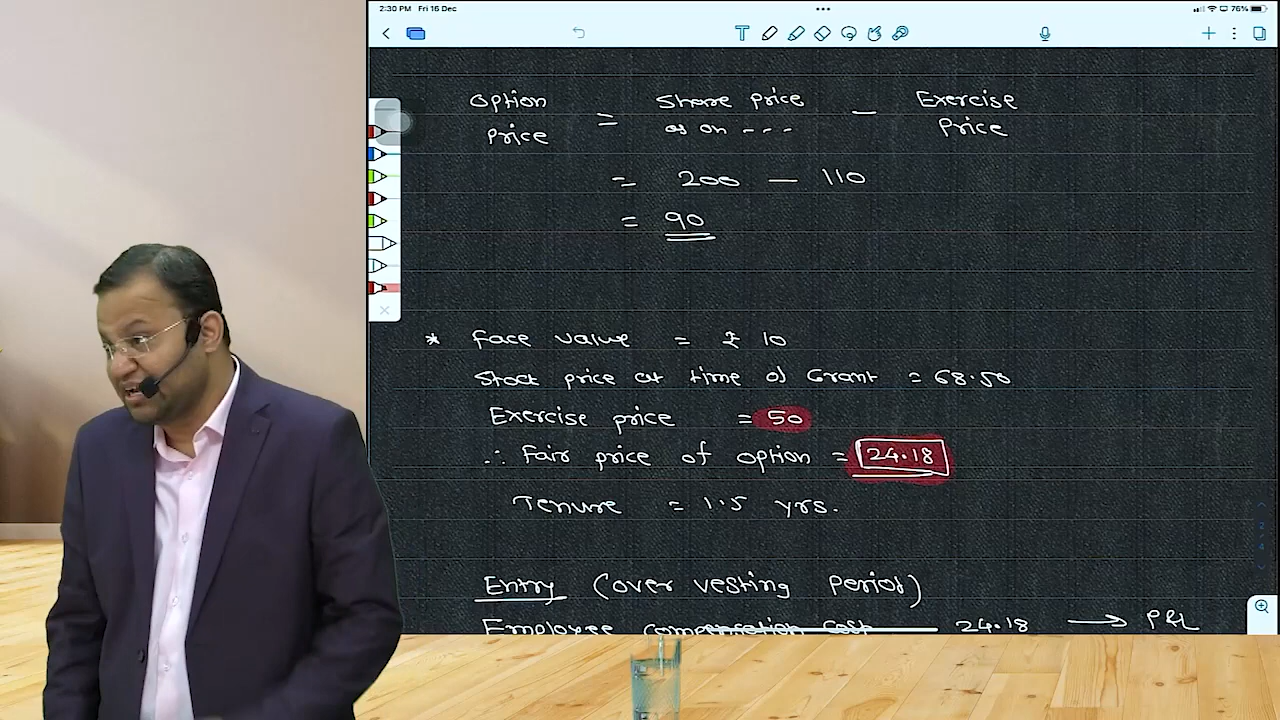 2:30 PM Fri 16 Dec
76%
Option Price = Share Price as on --- — Exercise Price
= 200 — 110
= 90
* Face value = ₹ 10
Stock price at time of Grant = 68.50
Exercise price = 50
∴ Fair price of option = 24.18
Tenure = 1.5 yrs.
Entry (over vesting Period)
Employee compensation cost 24.18 → P&L